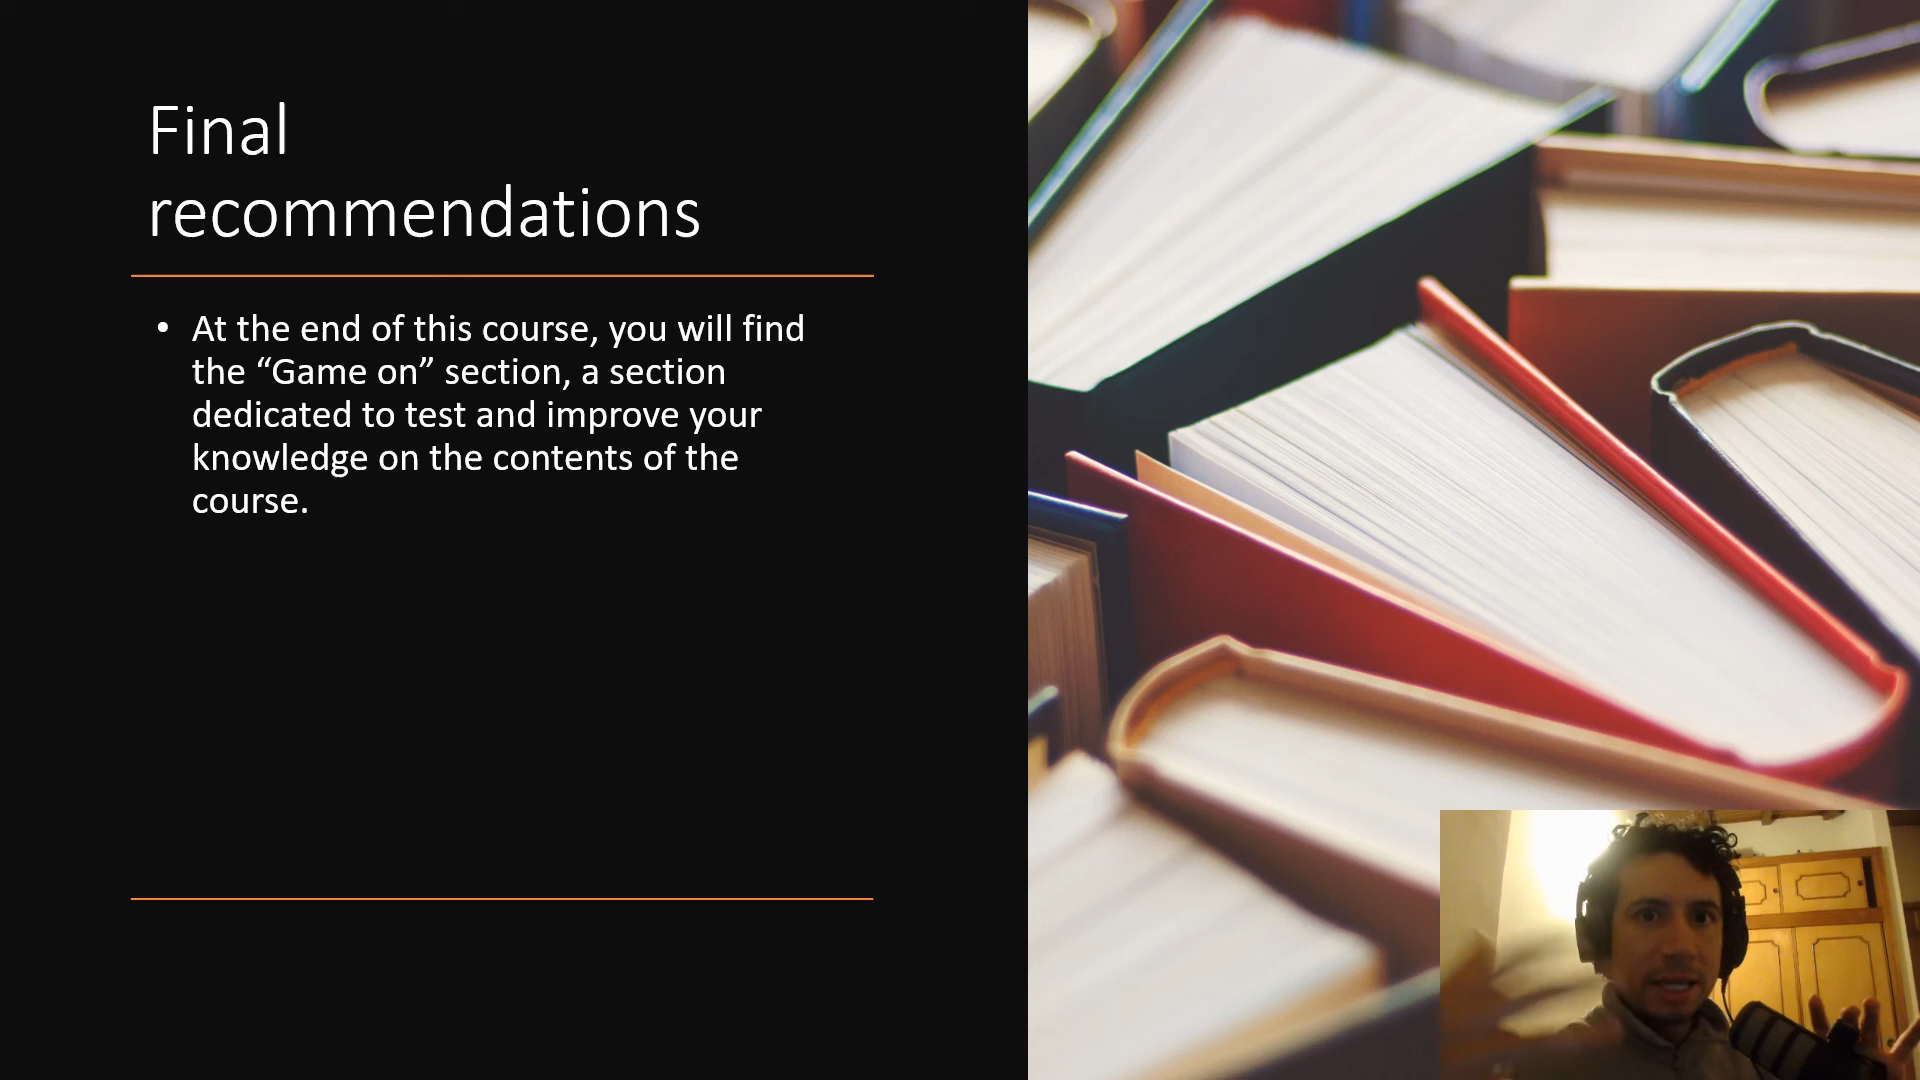 Final
recommendations
• At the end of this course, you will find
the “Game on” section, a section
dedicated to test and improve your
knowledge on the contents of the
course.